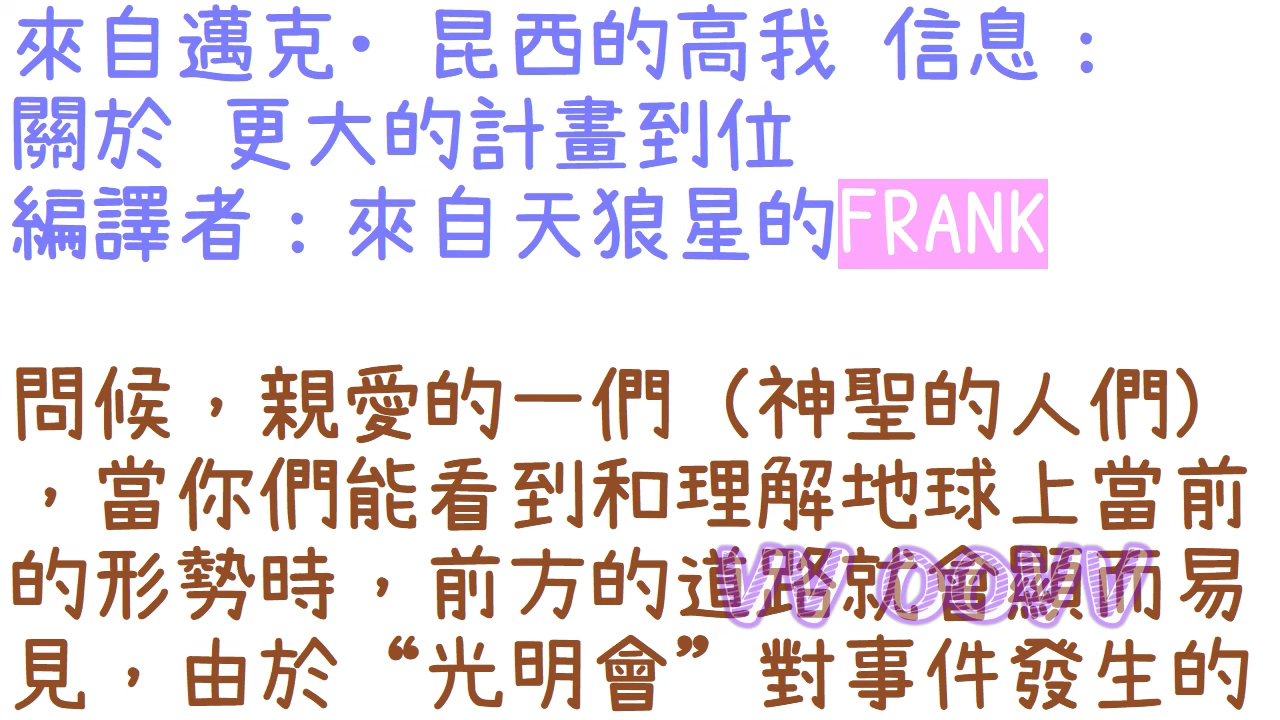 來自邁克•昆西的高我 信息：
關於 更大的計畫到位
編譯者：來自天狼星的FRANK
問候，親愛的一們（神聖的人們）
，當你們能看到和理解地球上當前
的形勢時，前方的道路就會顯而易
見，由於“光明會”對事件發生的